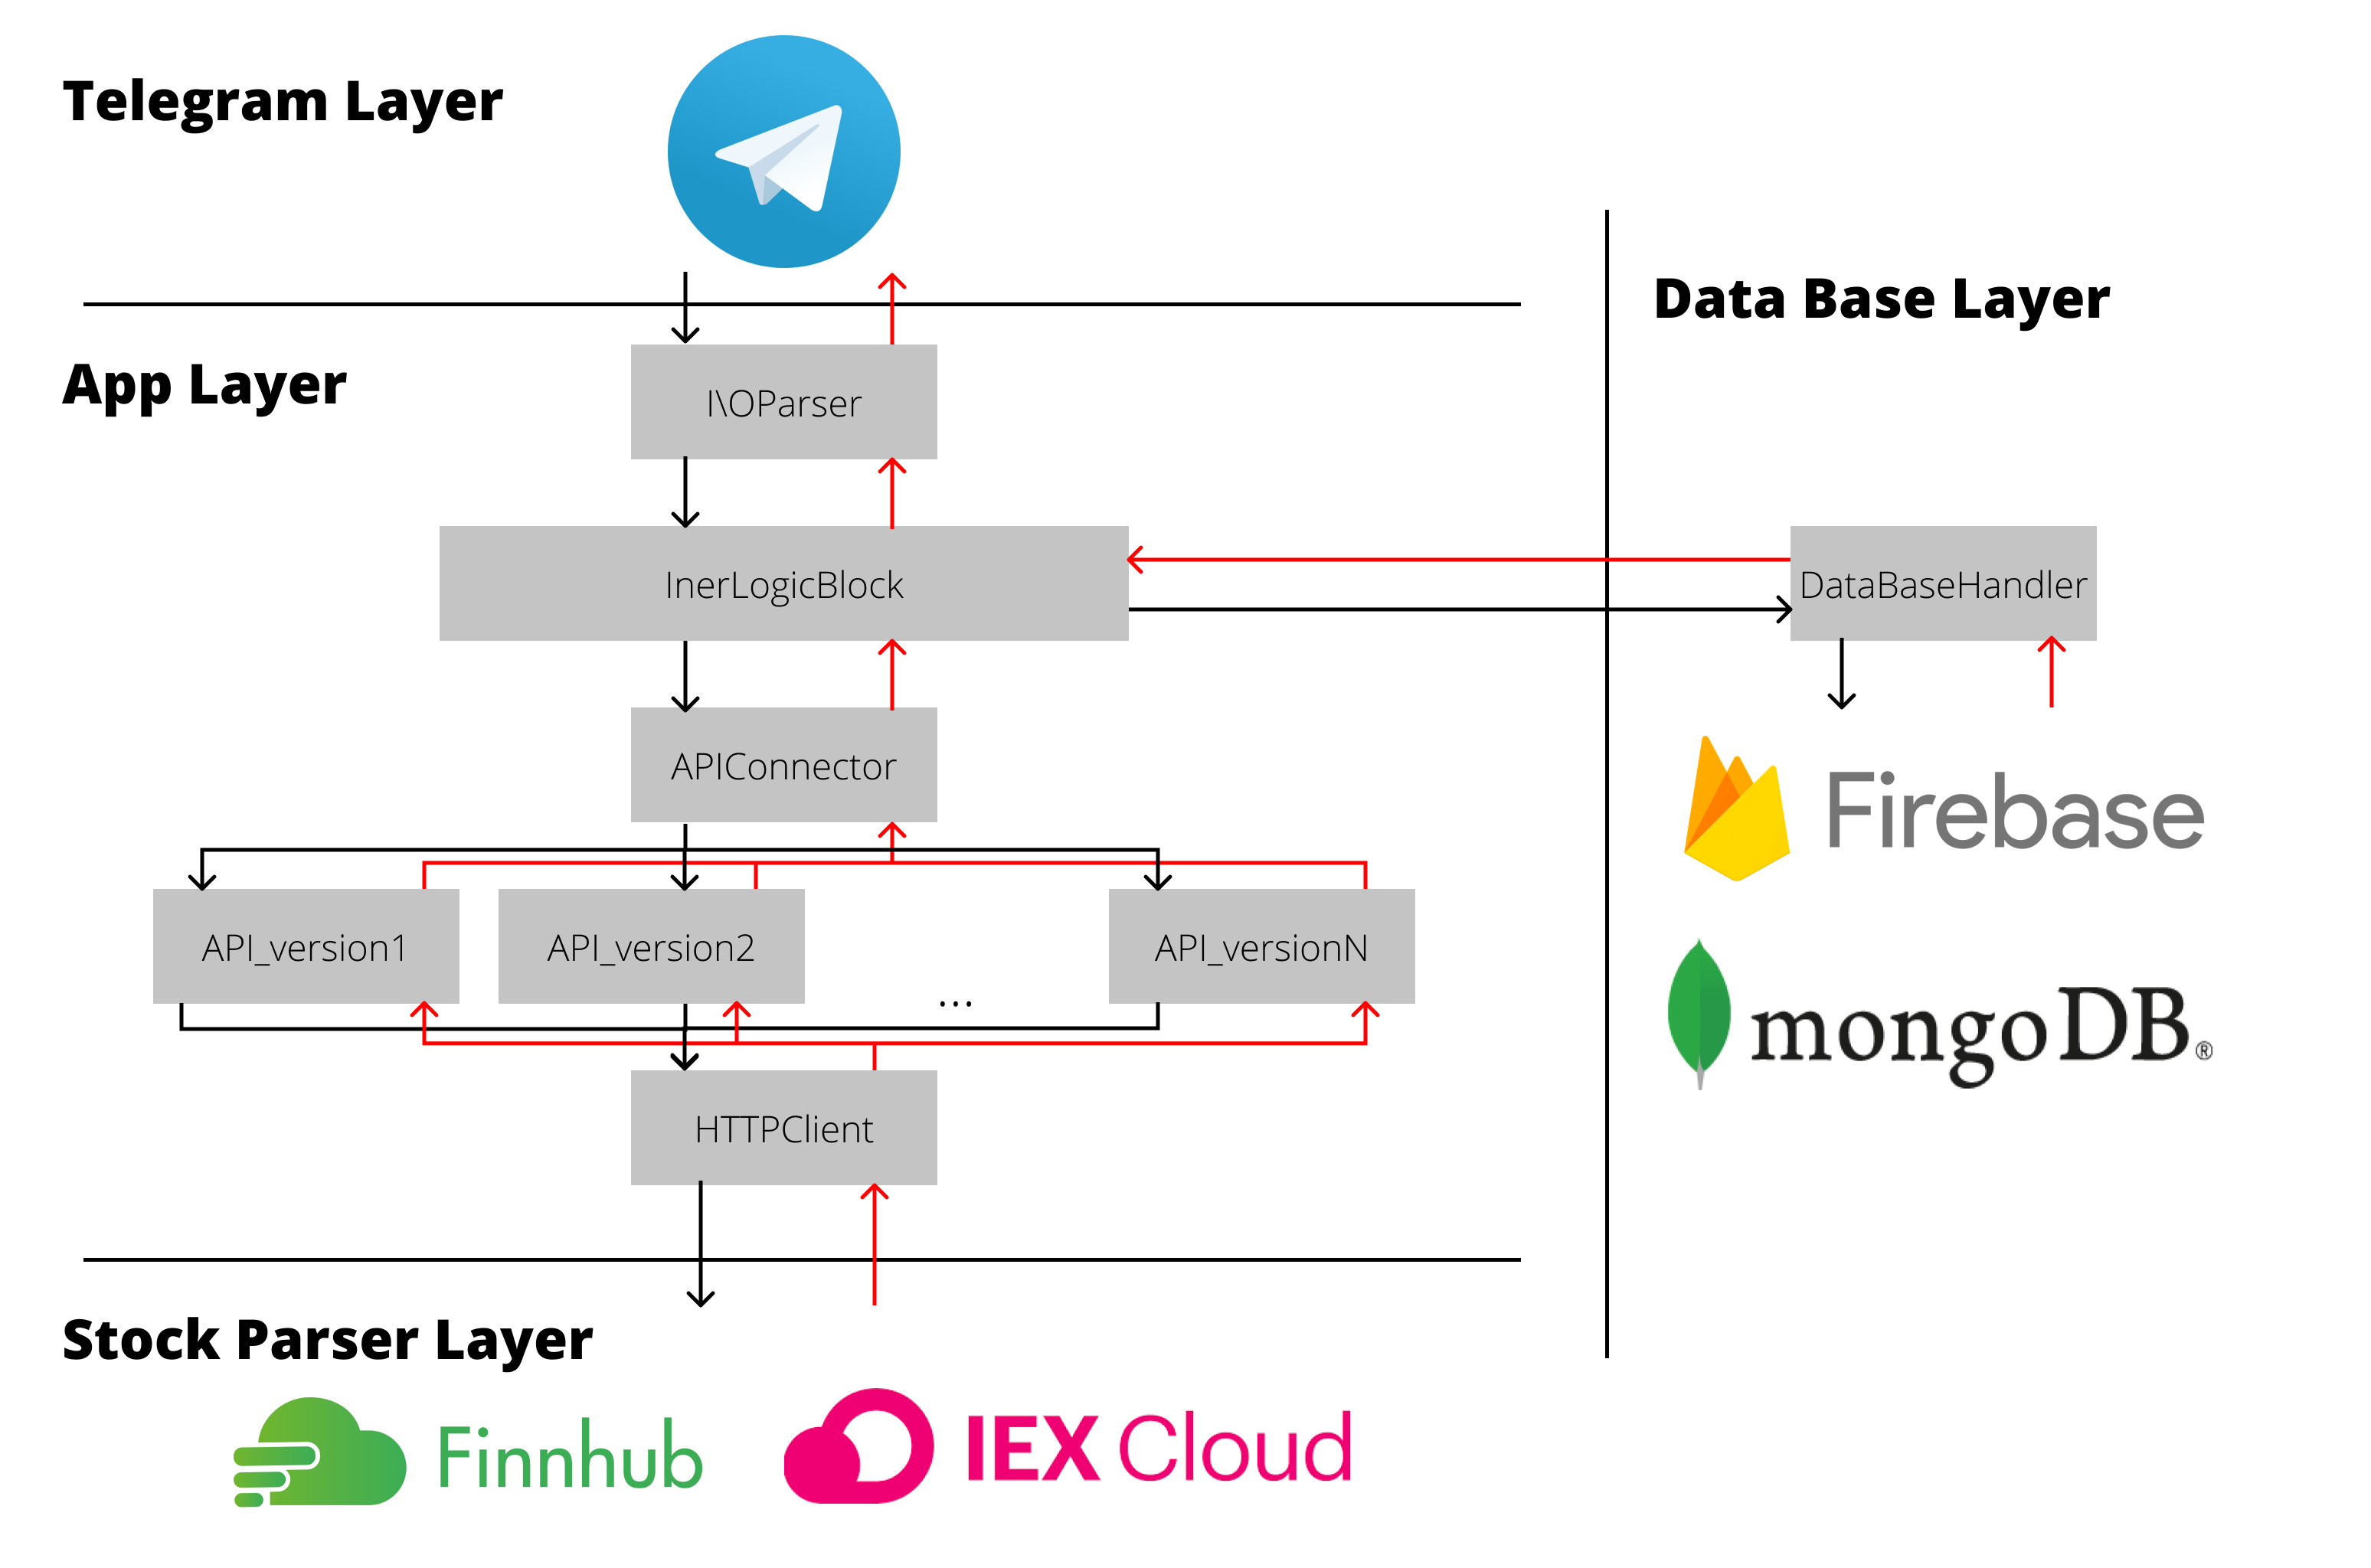 Telegram Layer
Data Base Layer
App Layer
I\OParser
InerLogicBlock
DataBaseHandler
APIConnector
Firebase
API_version1
API_version2
...
API_versionN
mongoDB®
HTTPClient
Stock Parser Layer
Finnhub
IEX Cloud